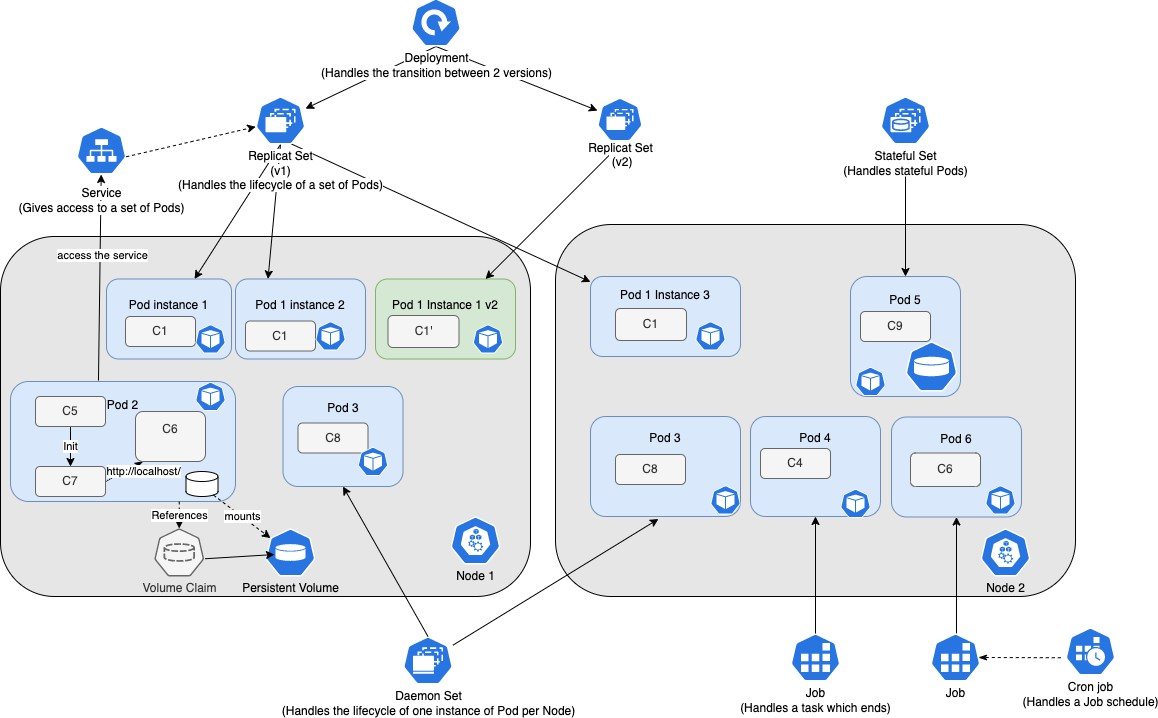 Deployment
(Handles the transition between 2 versions)
Replicat Set
(v1)
(Handles the lifecycle of a set of Pods)
Replicat Set
(v2)
Stateful Set
(Handles stateful Pods)
Service
(Gives access to a set of Pods)
access the service
Pod instance 1
C1
Pod 1 instance 2
C1
Pod 1 Instance 1 v2
C1'
Pod 1 Instance 3
C1
Pod 5
C9
Pod 2
C5
C6
Init
C7
http://localhost/
Pod 3
C8
Pod 3
C8
Pod 4
C4
Pod 6
C6
References
mounts
Volume Claim
Persistent Volume
Node 1
Node 2
Daemon Set
(Handles the lifecycle of one instance of Pod per Node)
Job
(Handles a task which ends)
Job
Cron job
(Handles a Job schedule)